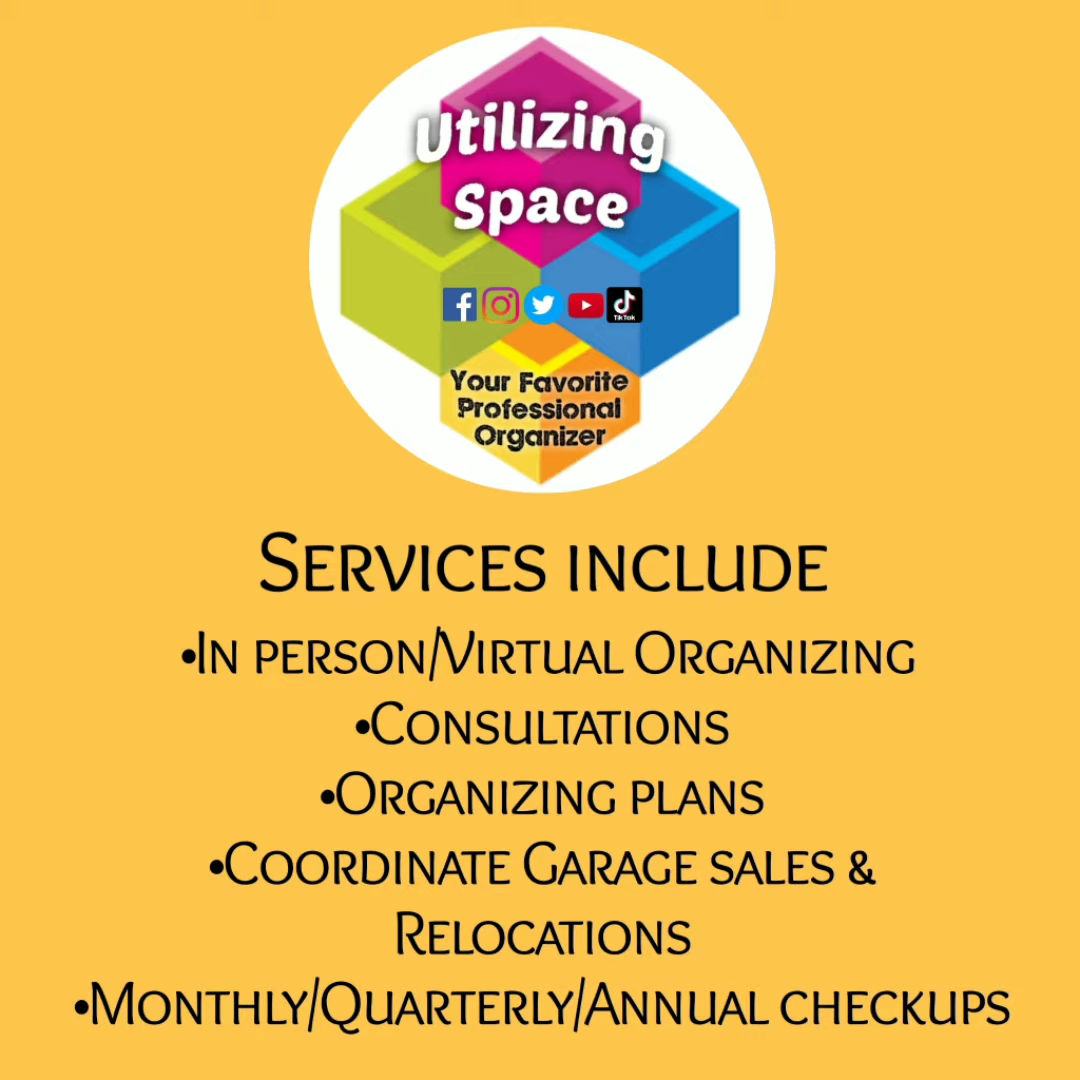 Utilizing
Space
TikTok
Your Favorite
Professional
Organizer
Services include
•In person/Virtual Organizing
•Consultations
•Organizing plans
•Coordinate Garage sales &
Relocations
•Monthly/Quarterly/Annual checkups